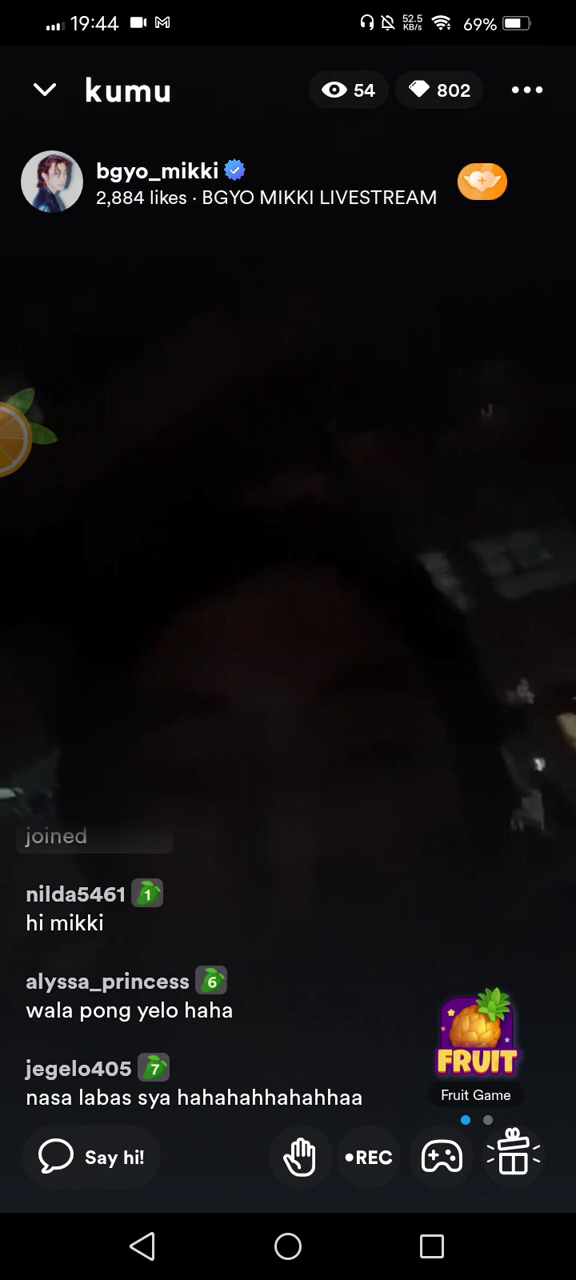 19:44
52.5
KB/s
69%
kumu
54
802
bgyo_mikki
2,884 likes · BGYO MIKKI LIVESTREAM
joined
nilda5461 1
hi mikki
alyssa_princess 6
wala pong yelo haha
jegelo405 7
nasa labas sya hahahahhahahhaa
FRUIT
Fruit Game
Say hi!
•REC